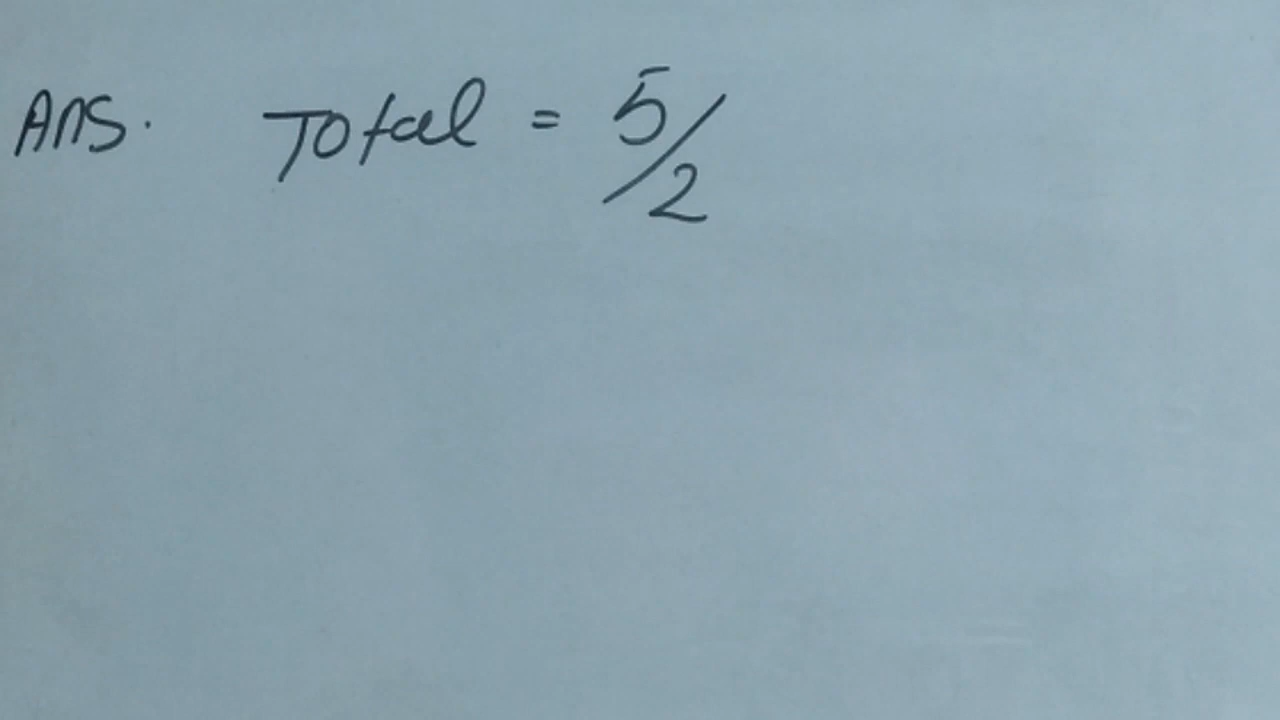 Ans. Total = 5/2